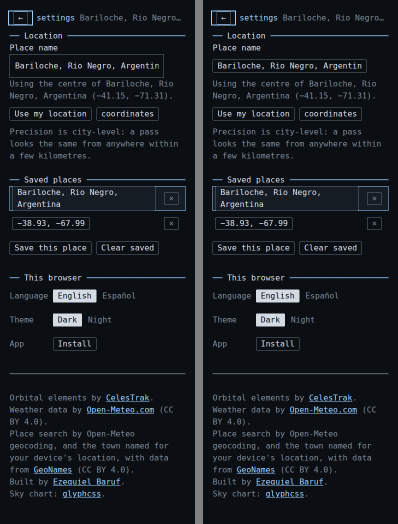 ← settings Bariloche, Río Negro…
Location
Place name
Bariloche, Río Negro, Argentin
Using the centre of Bariloche, Río
Negro, Argentina (−41.15, −71.31).
Use my location coordinates
Precision is city-level: a pass
looks the same from anywhere within
a few kilometres.
Saved places
Bariloche, Río Negro,
Argentina ×
−38.93, −67.99 ×
Save this place Clear saved
This browser
Language English Español
Theme Dark Night
App Install
Orbital elements by CelesTrak.
Weather data by Open-Meteo.com (CC
BY 4.0).
Place search by Open-Meteo
geocoding, and the town named for
your device's location, with data
from GeoNames (CC BY 4.0).
Built by Ezequiel Baruf.
Sky chart: glyphcss.
← settings Bariloche, Río Negro…
Location
Place name
Bariloche, Río Negro, Argentin
Using the centre of Bariloche, Río
Negro, Argentina (−41.15, −71.31).
Use my location coordinates
Precision is city-level: a pass
looks the same from anywhere within
a few kilometres.
Saved places
Bariloche, Río Negro,
Argentina ×
−38.93, −67.99 ×
Save this place Clear saved
This browser
Language English Español
Theme Dark Night
App Install
Orbital elements by CelesTrak.
Weather data by Open-Meteo.com (CC
BY 4.0).
Place search by Open-Meteo
geocoding, and the town named for
your device's location, with data
from GeoNames (CC BY 4.0).
Built by Ezequiel Baruf.
Sky chart: glyphcss.